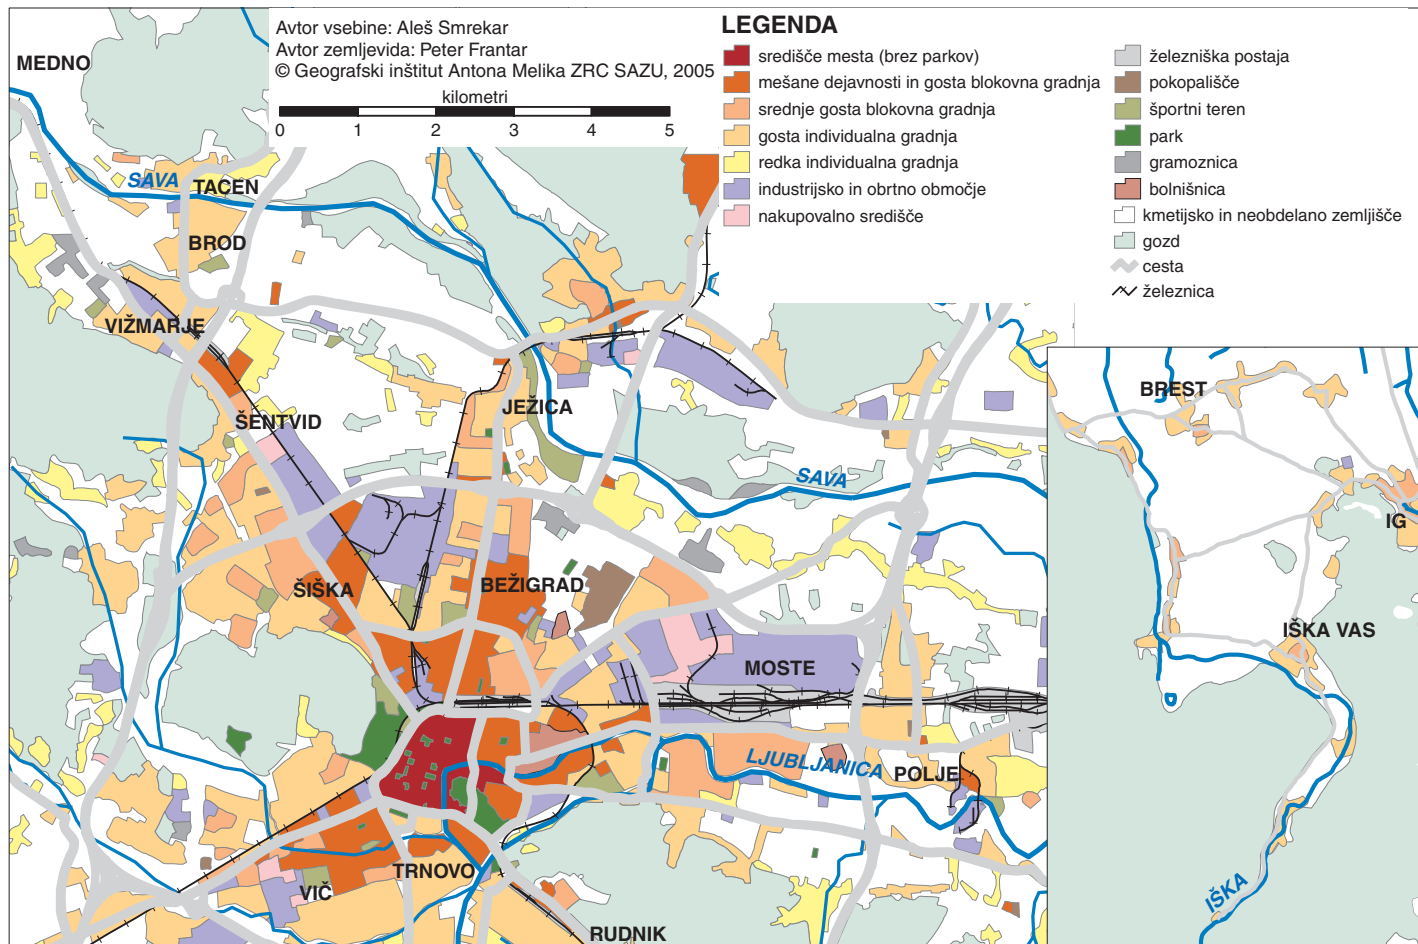 Avtor vsebine: Aleš Smrekar
Avtor zemljevida: Peter Frantar
© Geografski inštitut Antona Melika ZRC SAZU, 2005
kilometri
0 1 2 3 4 5
LEGENDA
središče mesta (brez parkov)
mešane dejavnosti in gosta blokovna gradnja
srednje gosta blokovna gradnja
gosta individualna gradnja
redka individualna gradnja
industrijsko in obrtno območje
nakupovalno središče
železniška postaja
pokopališče
športni teren
park
gramoznica
bolnišnica
kmetijsko in neobdelano zemljišče
gozd
cesta
železnica
MEDNO
SAVA
TACEN
BROD
VIŽMARJE
ŠENTVID
JEŽICA
SAVA
ŠIŠKA
BEŽIGRAD
MOSTE
LJUBLJANICA
POLJE
TRNOVO
VIČ
RUDNIK
BREST
IG
IŠKA VAS
IŠKA